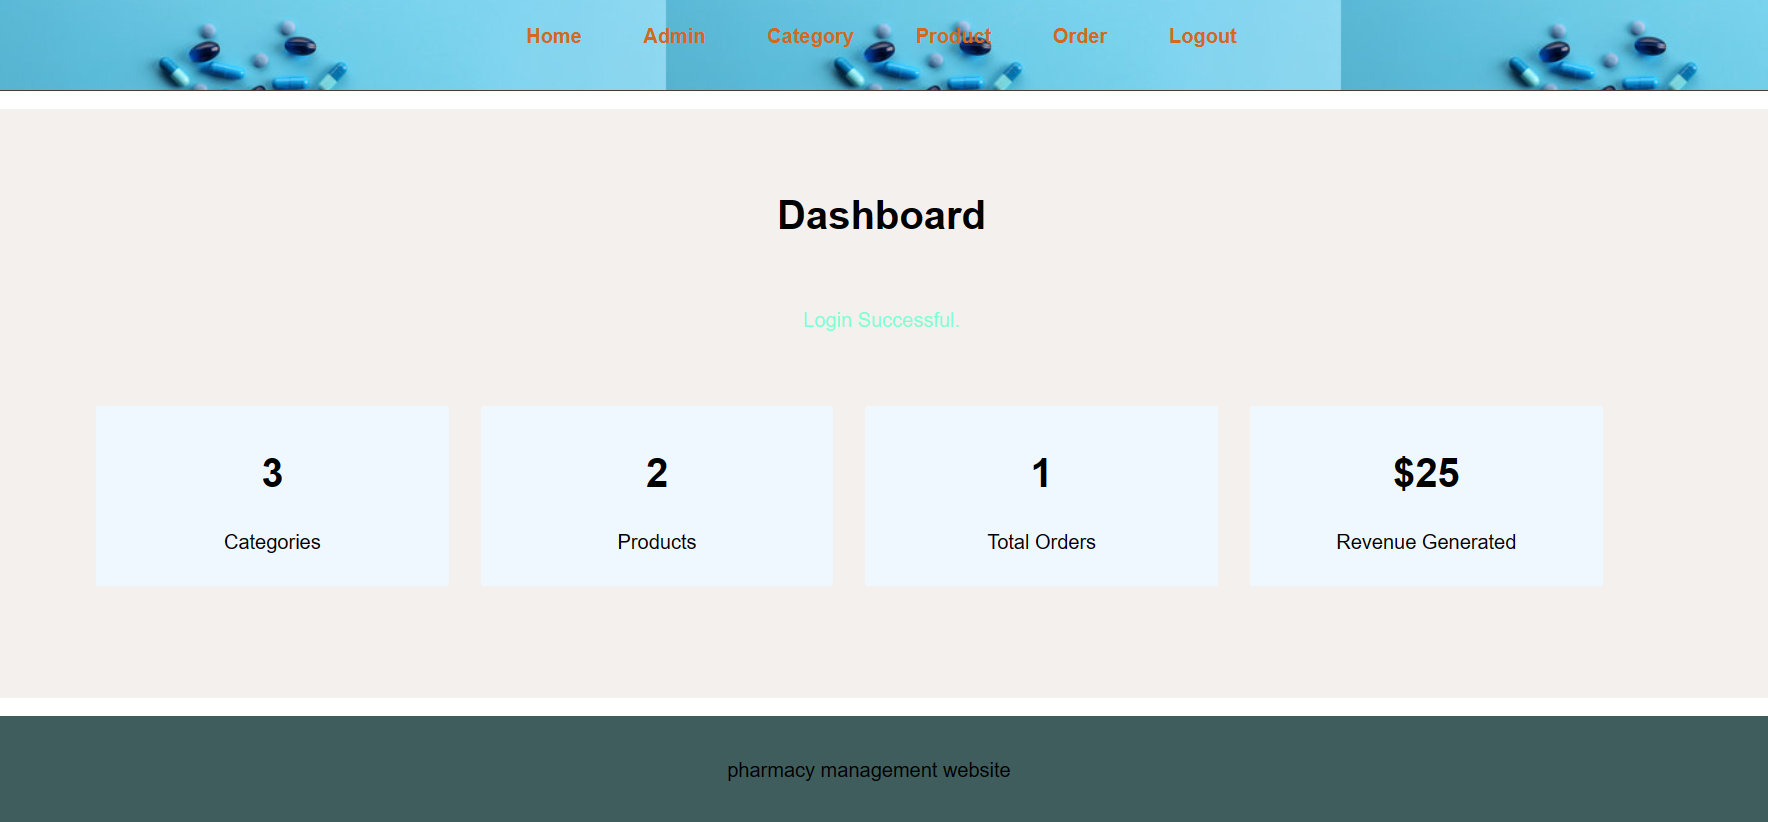 Home Admin Category Product Order Logout
Dashboard
Login Successful.
3 2 1 $25
Categories Products Total Orders Revenue Generated
pharmacy management website